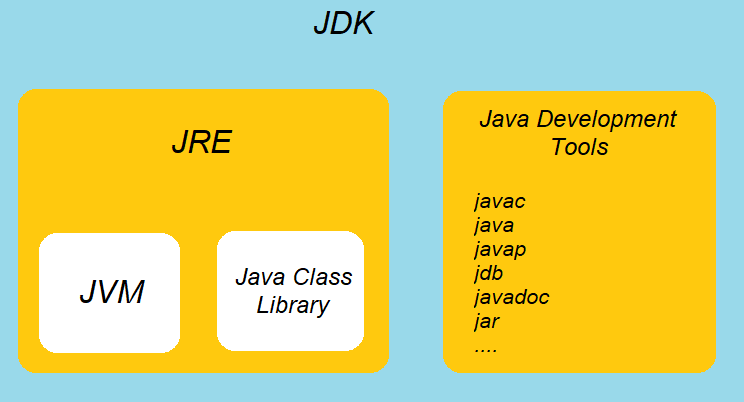 JDK
JRE
JVM
Java Class
Library
Java Development
Tools
javac
java
javap
jdb
javadoc
jar
....